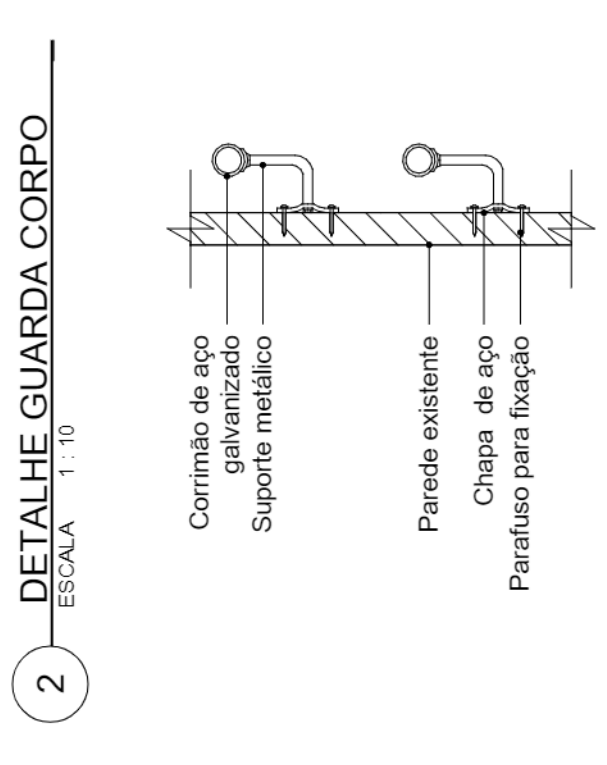 2
DETALHE GUARDA CORPO
ESCALA 1 : 10
Corrimão de aço
galvanizado
Suporte metálico
Parede existente
Chapa de aço
Parafuso para fixação